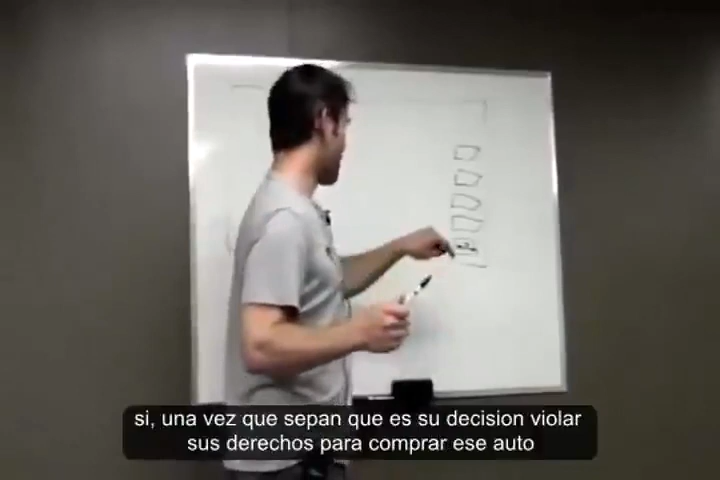 si, una vez que sepan que es su decision violar
sus derechos para comprar ese auto